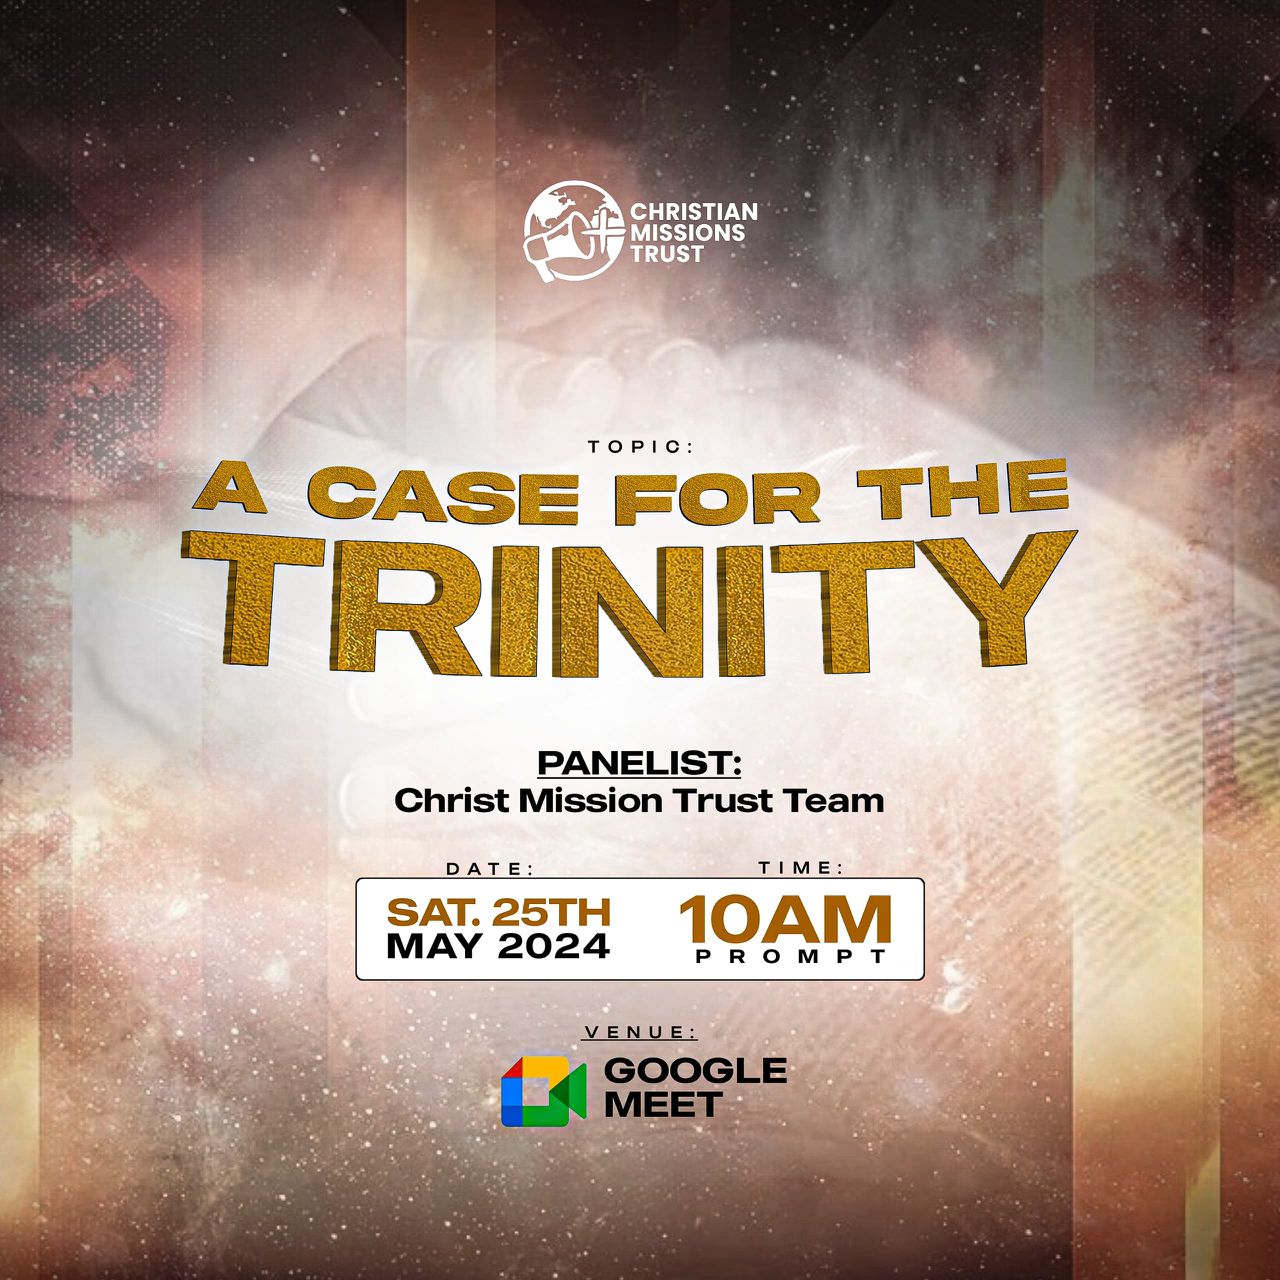 CHRISTIAN
MISSIONS
TRUST
TOPIC:
A CASE FOR THE
TRINITY
PANELIST:
Christ Mission Trust Team
DATE:
SAT. 25TH
MAY 2024
TIME:
10AM
PROMPT
VENUE:
GOOGLE
MEET